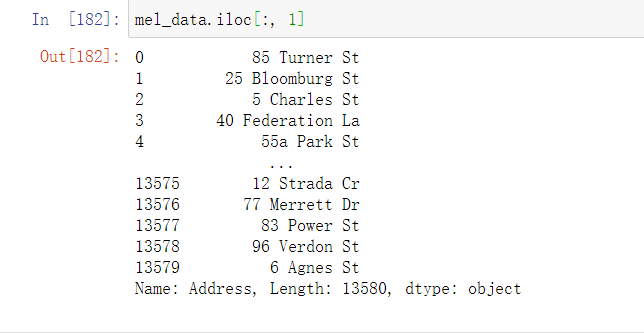 In [182]: mel_data.iloc[:, 1]
Out[182]: 0 85 Turner St
1 25 Bloomburg St
2 5 Charles St
3 40 Federation La
4 55a Park St
...
13575 12 Strada Cr
13576 77 Merrett Dr
13577 83 Power St
13578 96 Verdon St
13579 6 Agnes St
Name: Address, Length: 13580, dtype: object